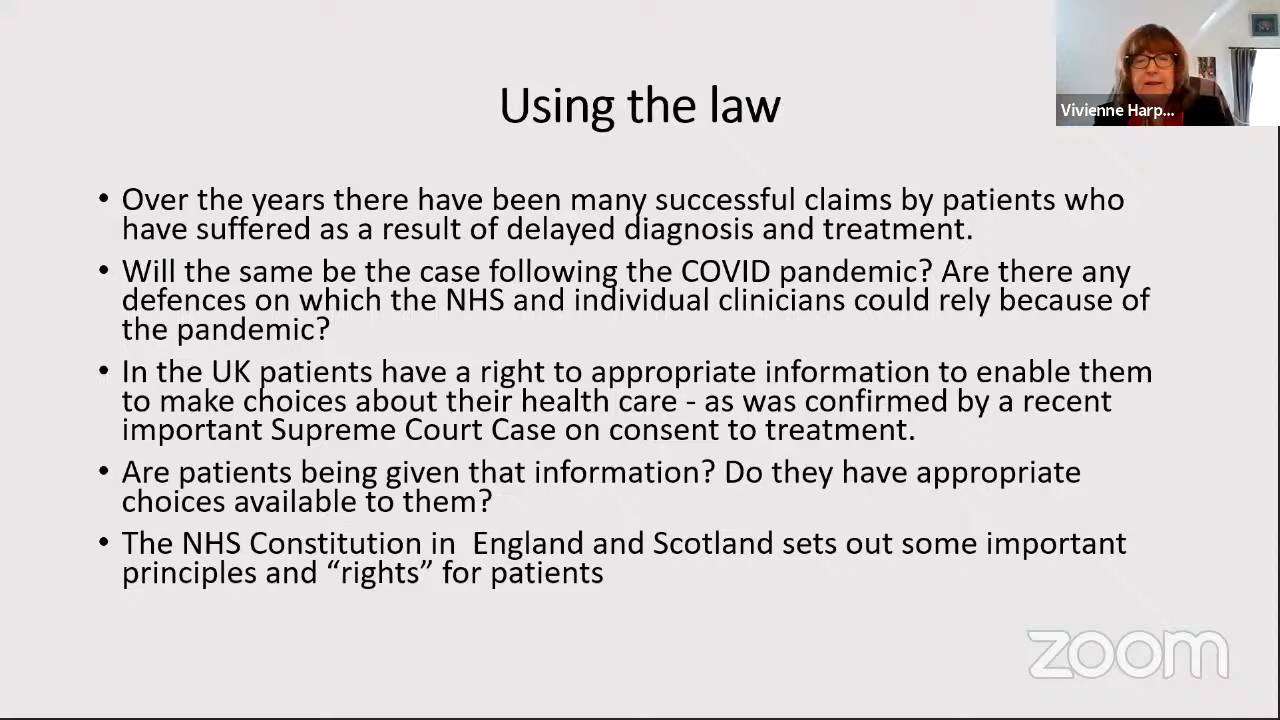 Using the law
Vivienne Harp...
• Over the years there have been many successful claims by patients who
have suffered as a result of delayed diagnosis and treatment.
• Will the same be the case following the COVID pandemic? Are there any
defences on which the NHS and individual clinicians could rely because of
the pandemic?
• In the UK patients have a right to appropriate information to enable them
to make choices about their health care - as was confirmed by a recent
important Supreme Court Case on consent to treatment.
• Are patients being given that information? Do they have appropriate
choices available to them?
• The NHS Constitution in  England and Scotland sets out some important
principles and “rights” for patients
zoom